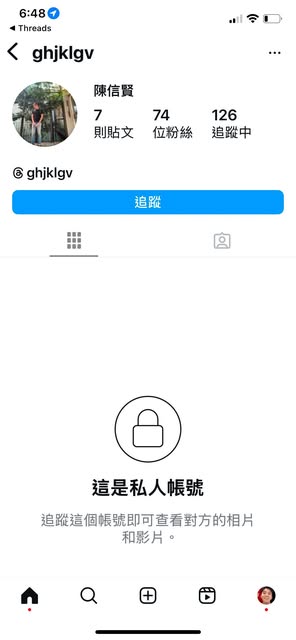 6:48
◀ Threads
ghjklgv
陳信賢
7 74 126
則貼文 位粉絲 追蹤中
ghjklgv
追蹤
這是私人帳號
追蹤這個帳號即可查看對方的相片
和影片。